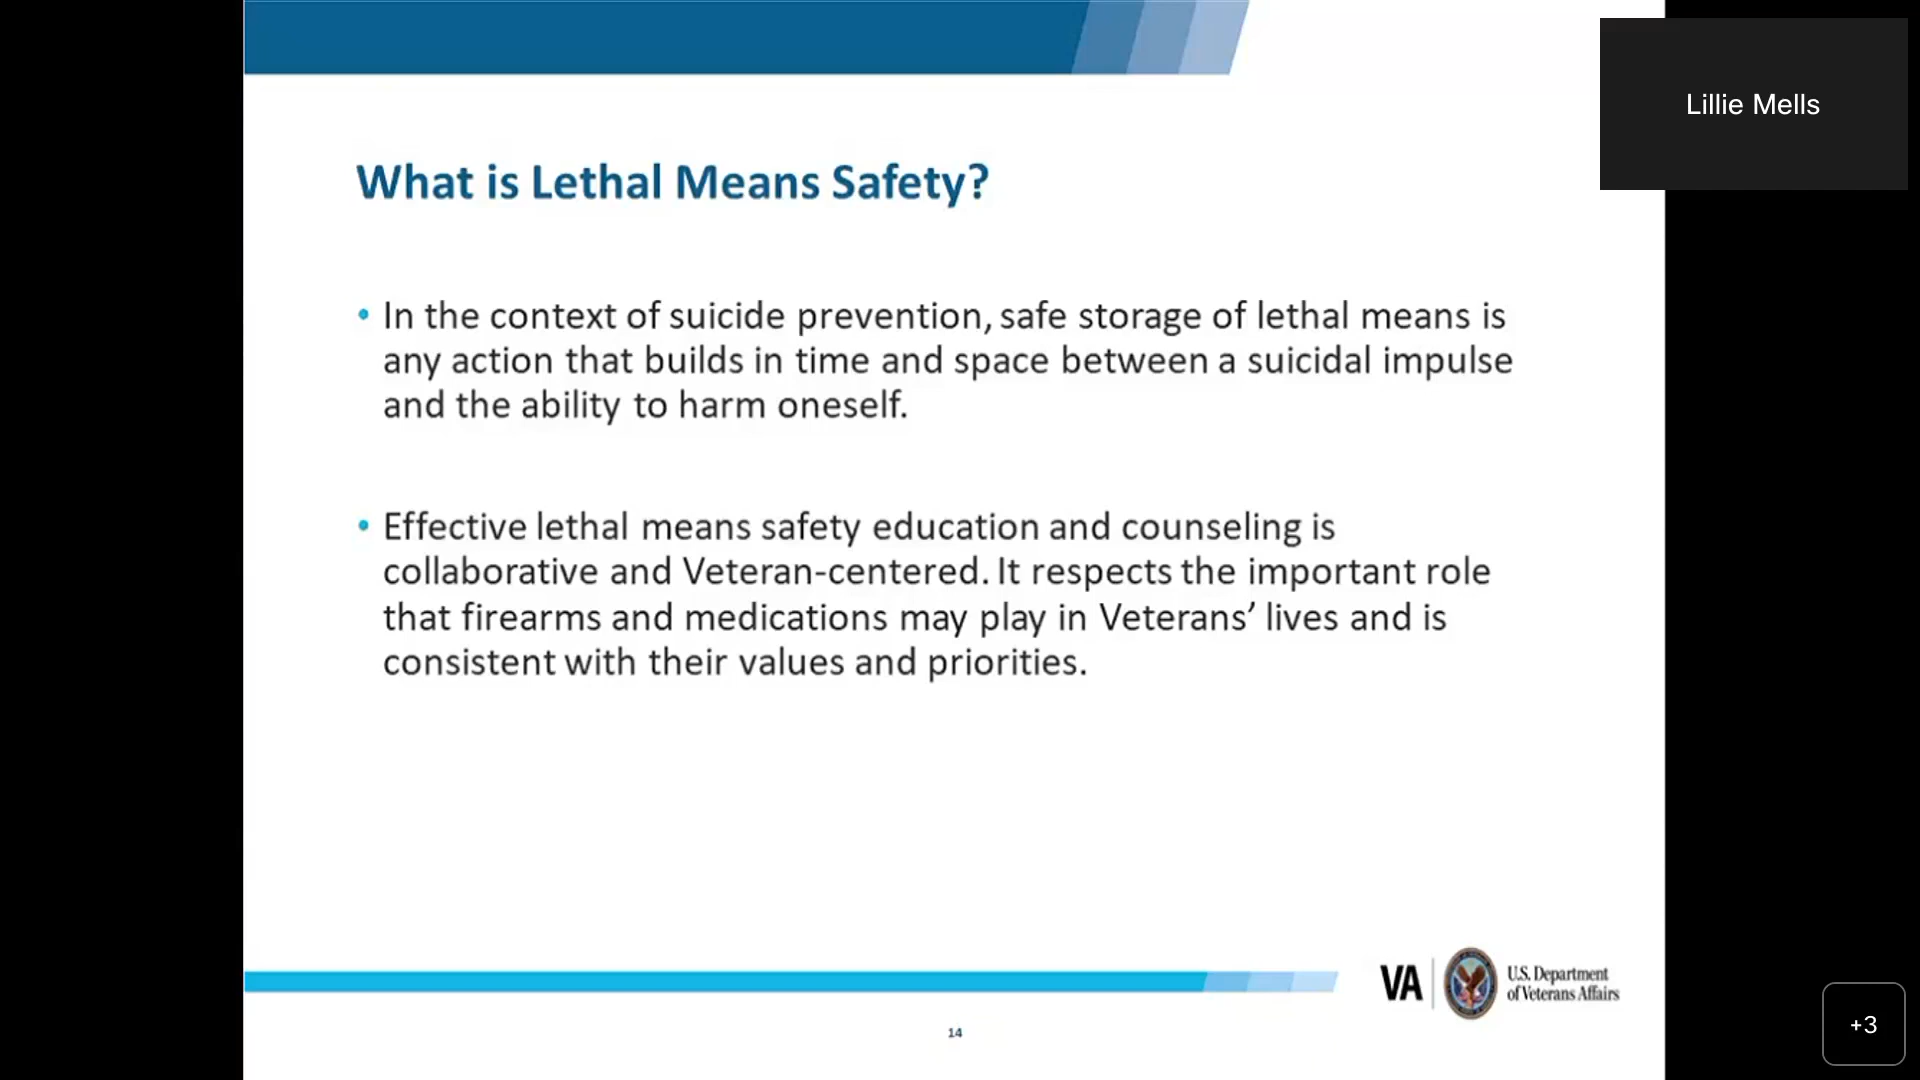 Lillie Mells
What is Lethal Means Safety?
• In the context of suicide prevention, safe storage of lethal means is
any action that builds in time and space between a suicidal impulse
and the ability to harm oneself.
• Effective lethal means safety education and counseling is
collaborative and Veteran-centered. It respects the important role
that firearms and medications may play in Veterans’ lives and is
consistent with their values and priorities.
VA
U.S. Department
of Veterans Affairs
14
+3